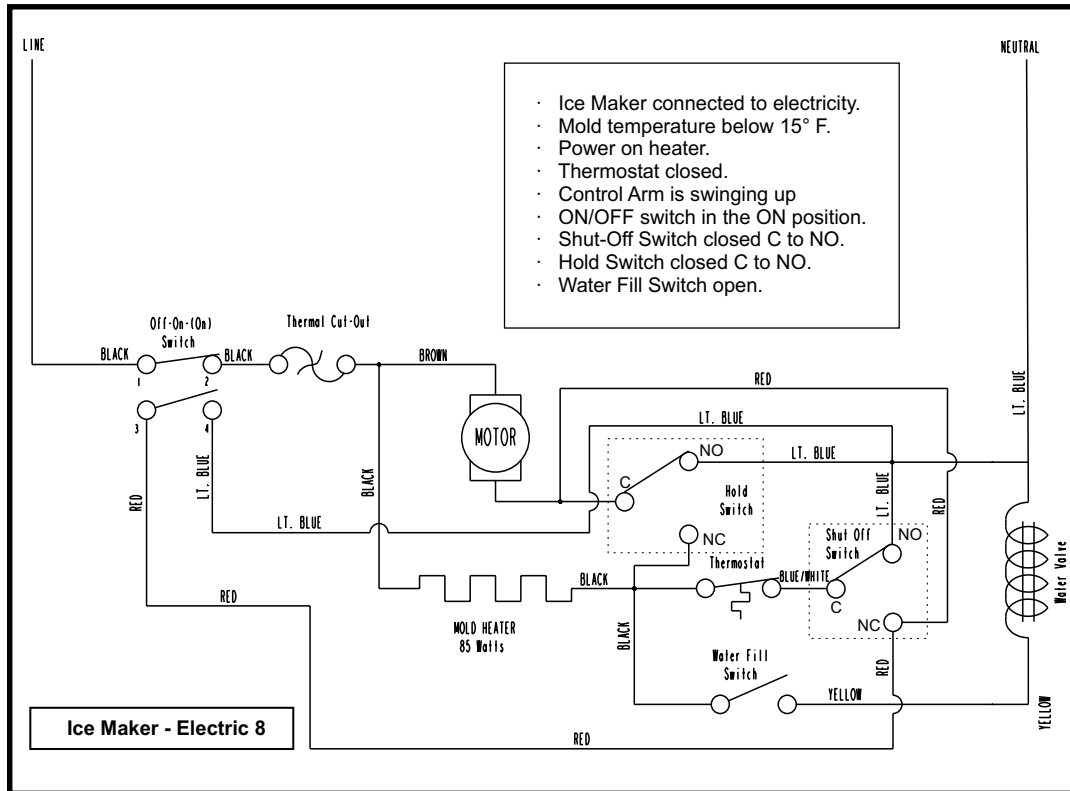 LINE
NEUTRAL
· Ice Maker connected to electricity.
· Mold temperature below 15° F.
· Power on heater.
· Thermostat closed.
· Control Arm is swinging up
· ON/OFF switch in the ON position.
· Shut-Off Switch closed C to NO.
· Hold Switch closed C to NO.
· Water Fill Switch open.
Off-On-(On)
Switch
Thermal Cut-Out
BLACK
BLACK
BROWN
1
2
3
4
RED
LT. BLUE
LT. BLUE
MOTOR
NO
LT. BLUE
C
Hold
Switch
NC
BLACK
RED
LT. BLUE
LT. BLUE
LT. BLUE
RED
Shut Off
Switch
NO
Thermostat
BLUE/WHITE
C
NC
Water Valve
RED
BLACK
MOLD HEATER
85 Watts
BLACK
Water Fill
Switch
YELLOW
RED
YELLOW
Ice Maker - Electric 8
RED